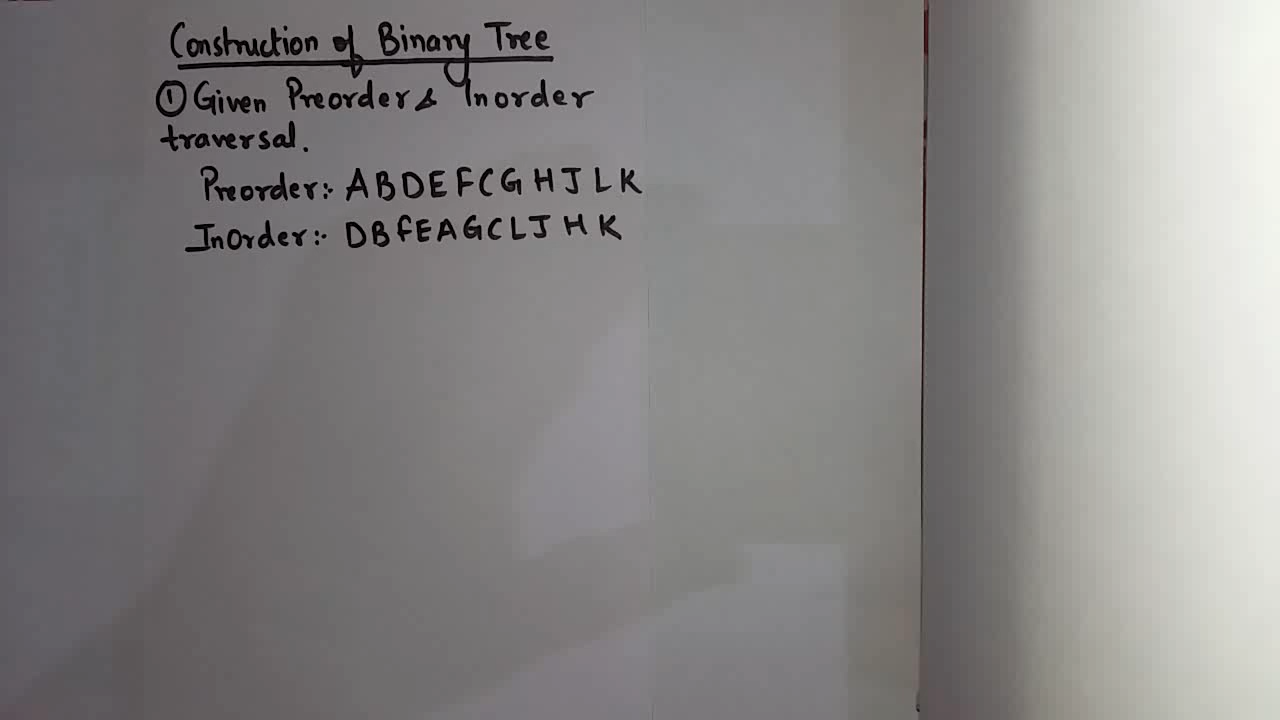 Construction of Binary Tree
① Given Preorder & Inorder
traversal.
Preorder:- A B D E F C G H J L K
InOrder:- D B F E A G C L J H K